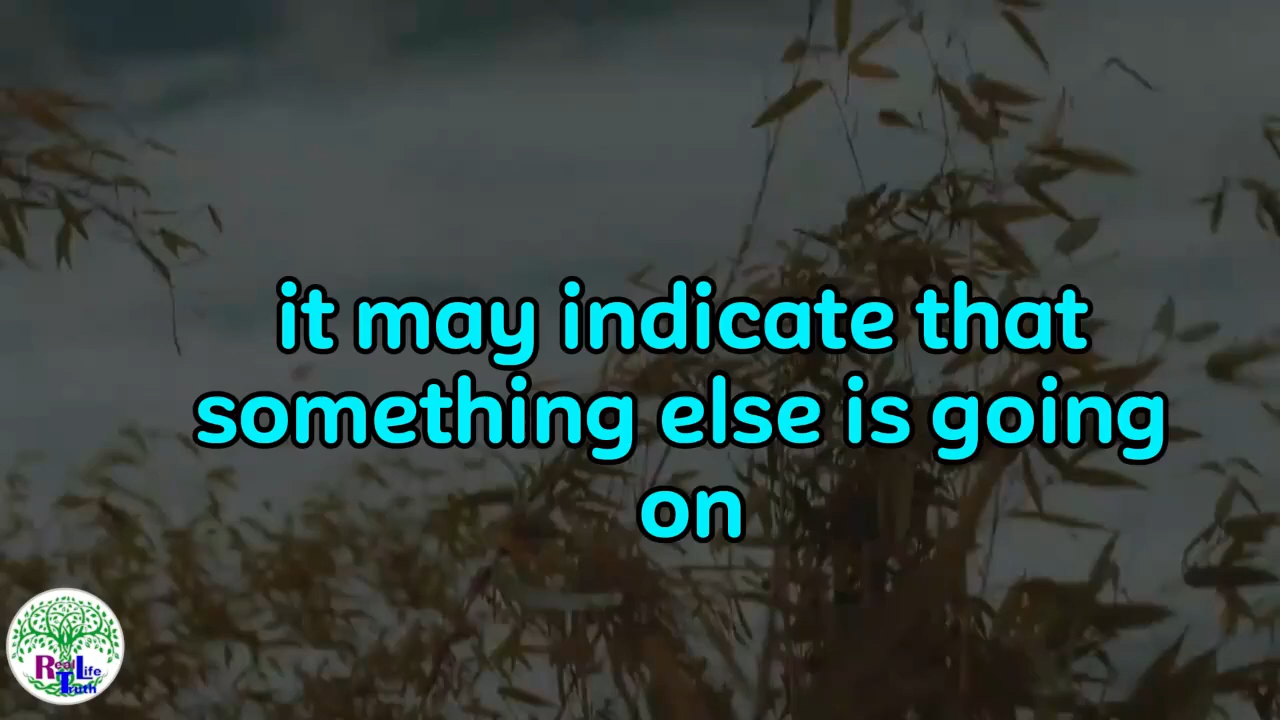 it may indicate that
something else is going
on
Real Life
Truth